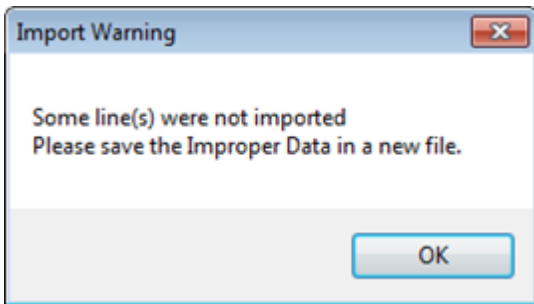 Import Warning
Some line(s) were not imported
Please save the Improper Data in a new file.
OK